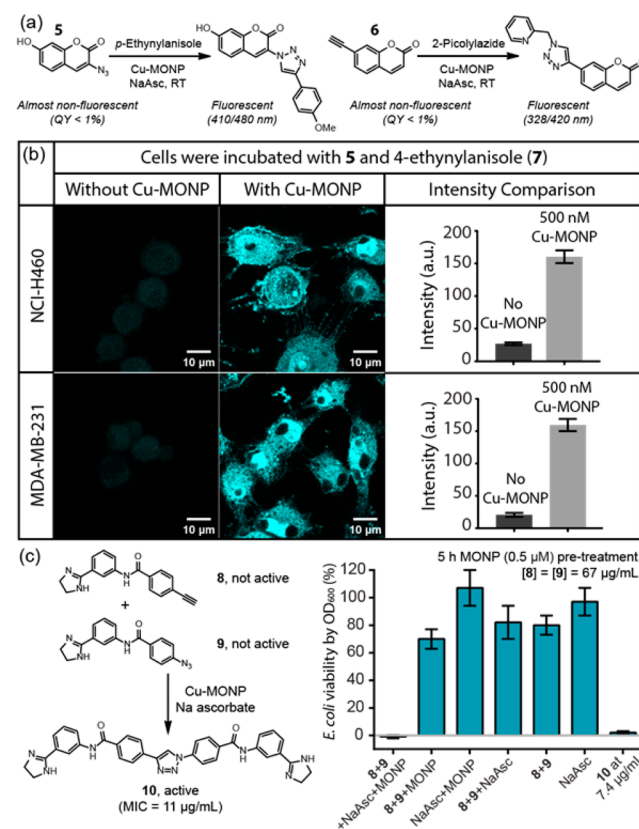 (a)
5
HO
O
O
N3
p-Ethynylanisole
Cu-MONP
NaAsc, RT
HO
O
O
N
N
N
OMe
6
O
O
2-Picolylazide
Cu-MONP
NaAsc, RT
N
N
N=N
O
Almost non-fluorescent
(QY < 1%)
Fluorescent
(410/480 nm)
Almost non-fluorescent
(QY < 1%)
Fluorescent
(328/420 nm)
(b)
Cells were incubated with 5 and 4-ethynylanisole (7)
Without Cu-MONP
With Cu-MONP
Intensity Comparison
NCI-H460
10 µm
10 µm
Intensity (a.u.)
200
150
100
50
0
No
Cu-MONP
500 nM
Cu-MONP
MDA-MB-231
10 µm
10 µm
Intensity (a.u.)
200
150
100
50
0
No
Cu-MONP
500 nM
Cu-MONP
(c)
N
NH
N
H
O
8, not active
+
N
NH
N
H
O
N3
9, not active
Cu-MONP
Na ascorbate
N
NH
N
H
O
N=N
N
O
N
H
N
NH
10, active
(MIC = 11 µg/mL)
5 h MONP (0.5 µM) pre-treatment
[8] = [9] = 67 µg/mL
E. coli viability by OD600 (%)
120
100
80
60
40
20
0
8+9
+NaAsc+MONP
8+9+MONP
NaAsc+MONP
8+9+NaAsc
8+9
NaAsc
10 at
7.4 µg/mL